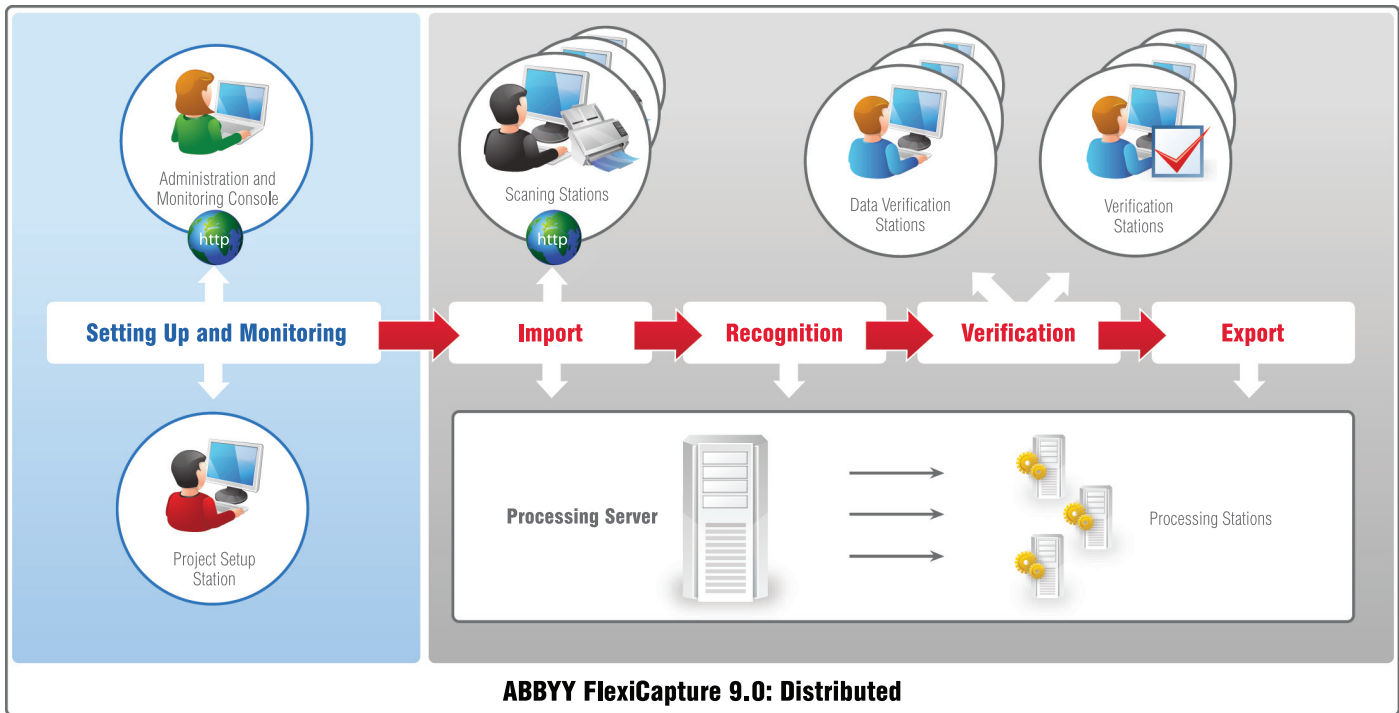 Administration and
Monitoring Console
http
Scaning Stations
http
Data Verification
Stations
Verification
Stations
Setting Up and Monitoring
Import
Recognition
Verification
Export
Project Setup
Station
Processing Server
Processing Stations
ABBYY FlexiCapture 9.0: Distributed